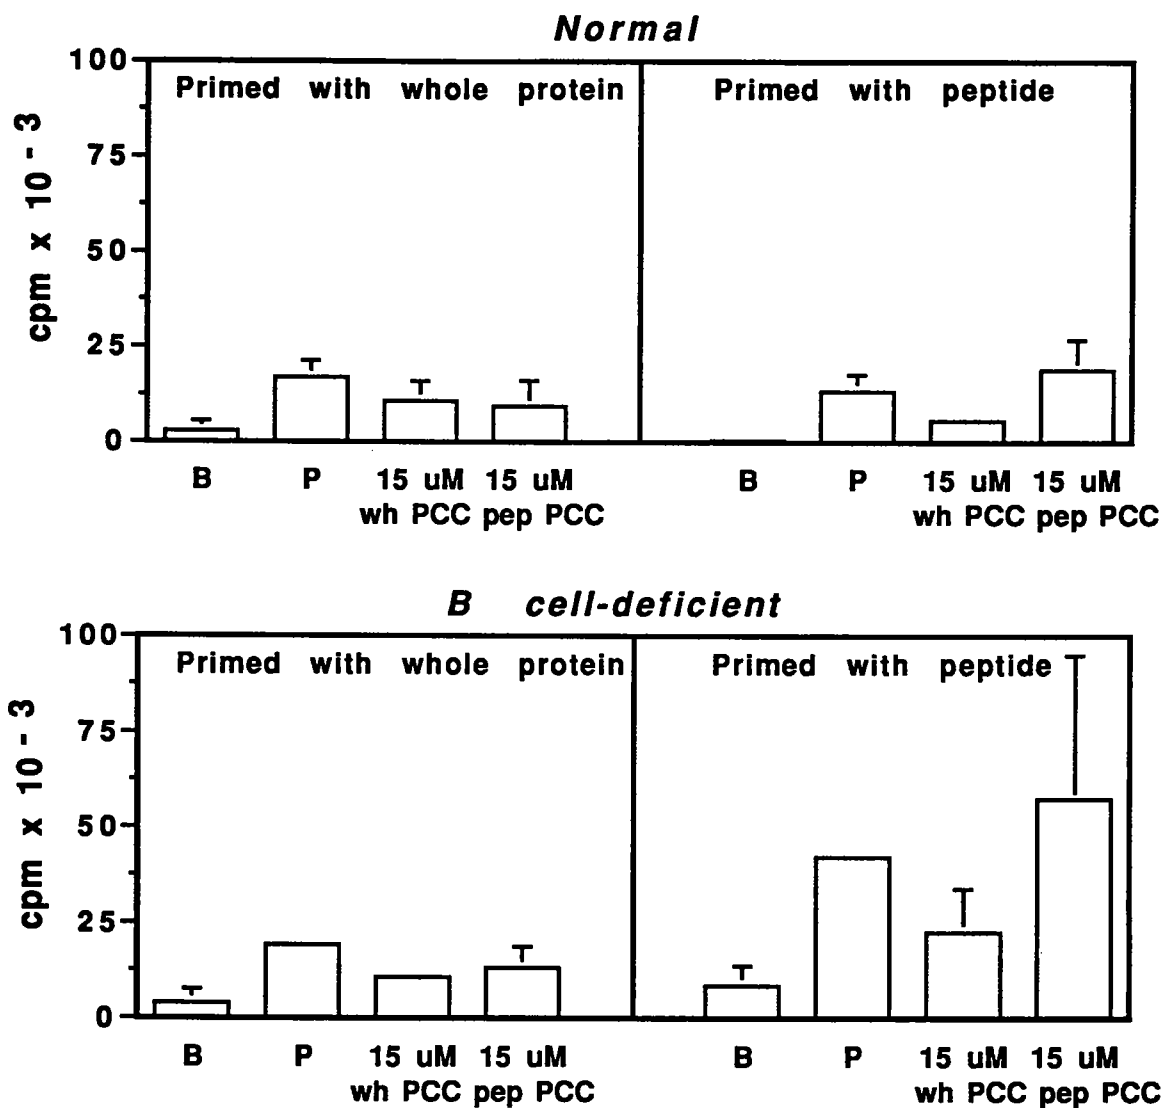 Normal
Primed with whole protein
Primed with peptide
100
75
50
25
0
cpm x 10 - 3
B P 15 uM 15 uM
wh PCC pep PCC
B P 15 uM 15 uM
wh PCC pep PCC
B cell-deficient
Primed with whole protein
Primed with peptide
100
75
50
25
0
cpm x 10 - 3
B P 15 uM 15 uM
wh PCC pep PCC
B P 15 uM 15 uM
wh PCC pep PCC